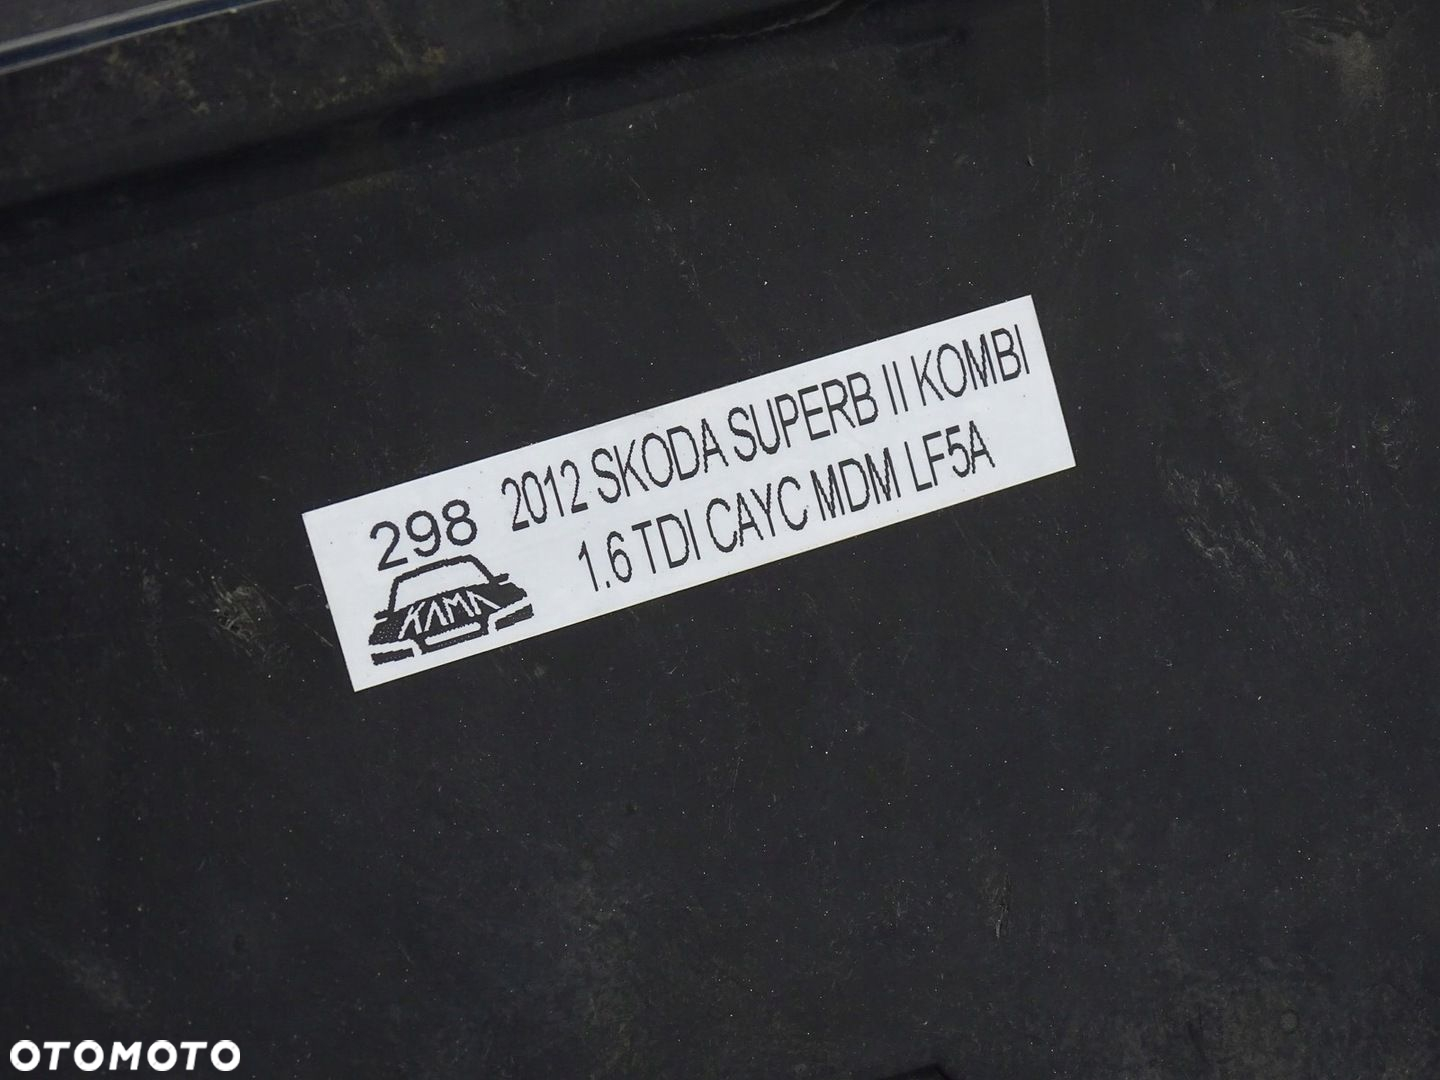 298 2012 SKODA SUPERB II KOMBI
1.6 TDI CAYC MDM LF5A
KAMA
OTOMOTO